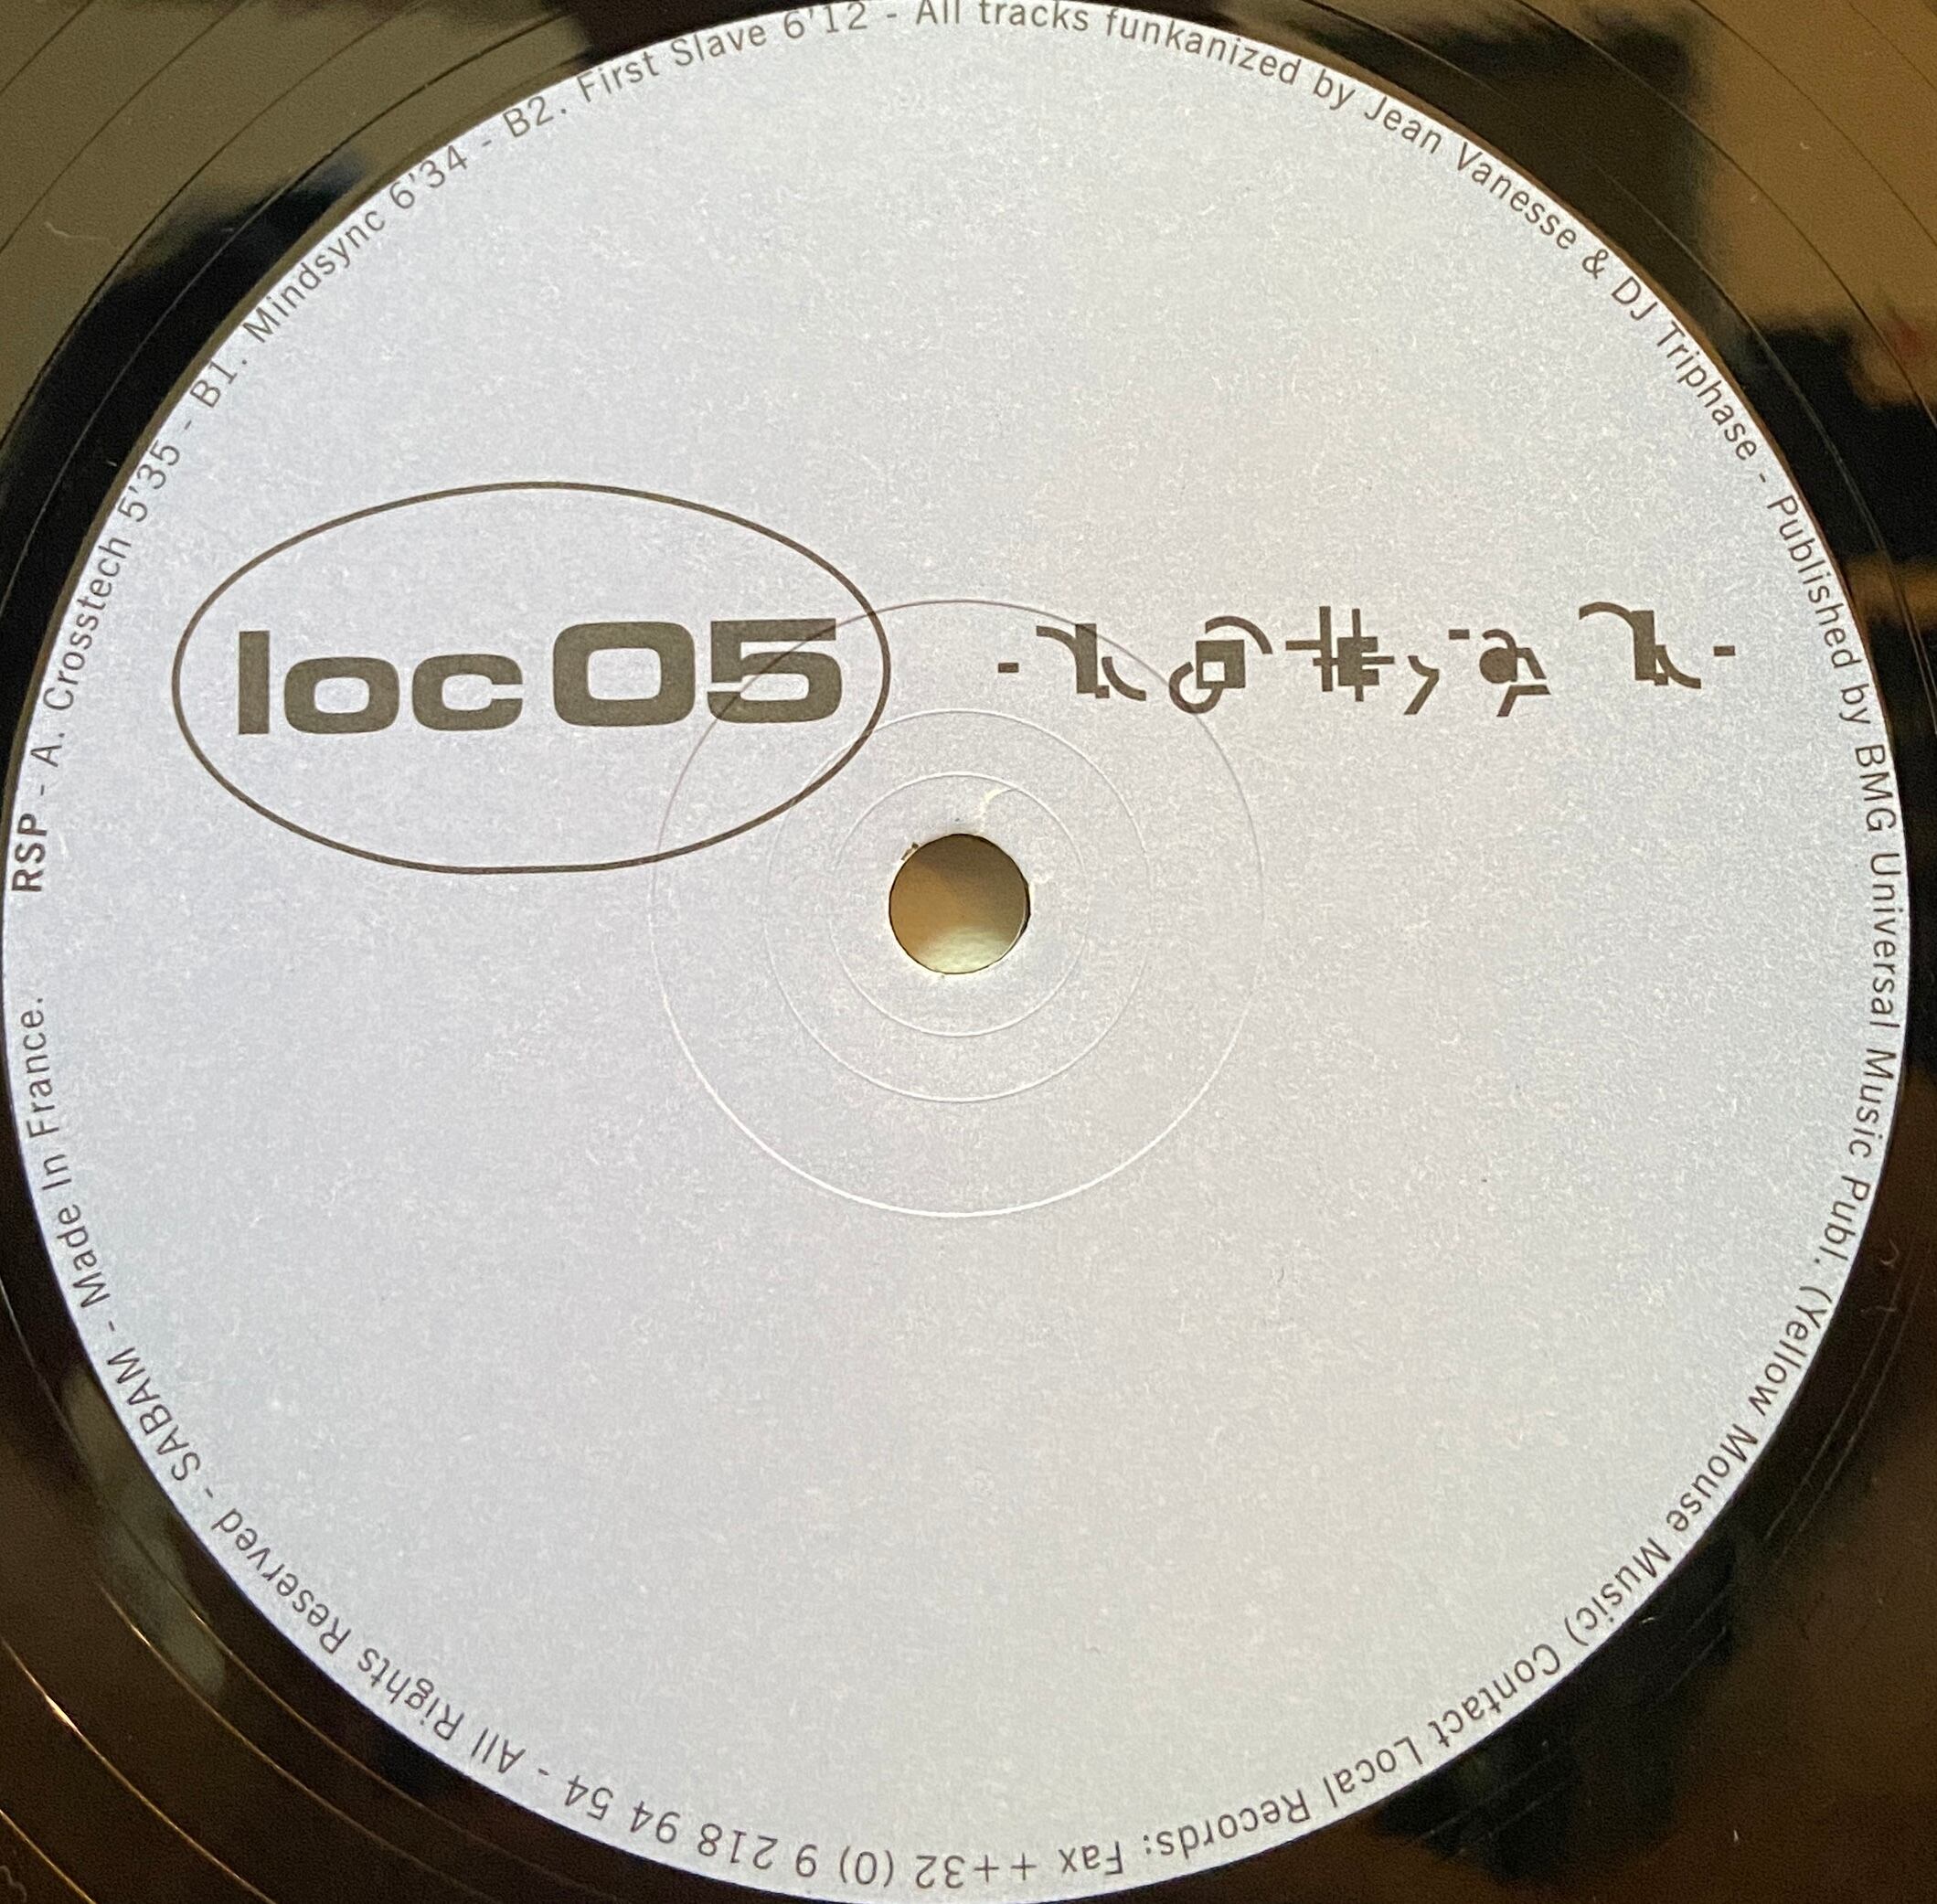 loc 05
RSP - A. Crosstech 5'35 - B1. Mindsync 6'34 - B2. First Slave 6'12 - All tracks funkanized by Jean Vanesse & DJ Triphase - Published by BMG Universal Music Publ. (Yellow Mouse Music) Contact Local Records: Fax ++32 (0) 9 218 94 54 - All Rights Reserved - SABAM - Made In France.